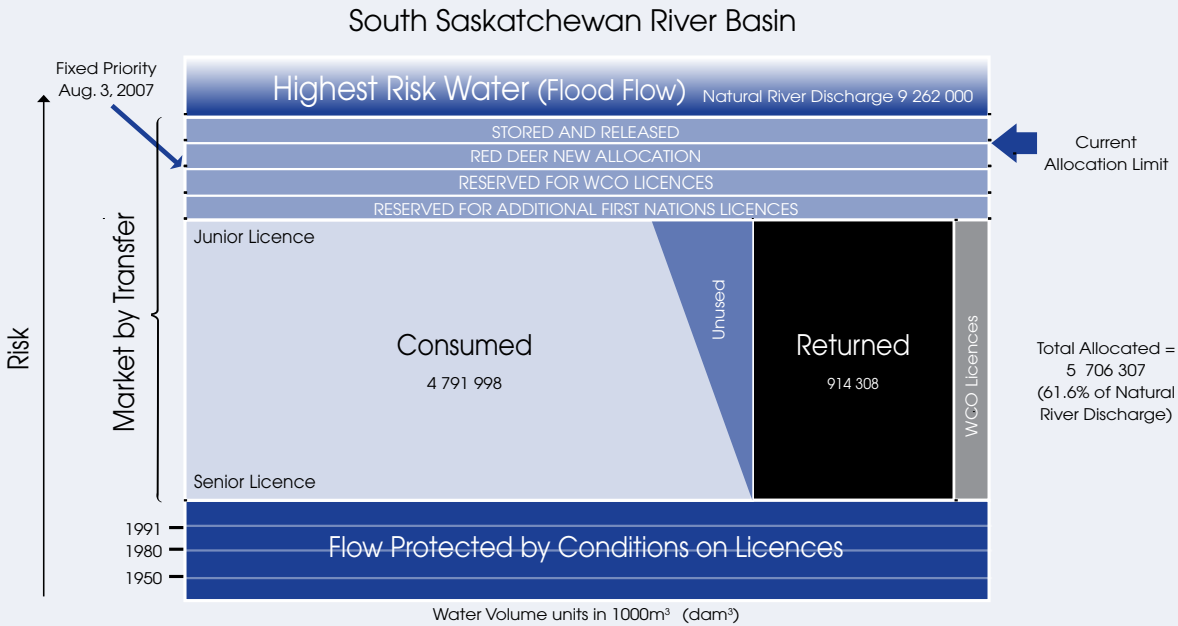 South Saskatchewan River Basin
Fixed Priority
Aug. 3, 2007
Highest Risk Water (Flood Flow) Natural River Discharge 9 262 000
STORED AND RELEASED
RED DEER NEW ALLOCATION
RESERVED FOR WCO LICENCES
RESERVED FOR ADDITIONAL FIRST NATIONS LICENCES
Current
Allocation Limit
Risk
Market by Transfer
Junior Licence
Consumed
4 791 998
Senior Licence
Unused
Returned
914 308
WCO Licences
Total Allocated =
5 706 307
(61.6% of Natural
River Discharge)
1991
1980
1950
Flow Protected by Conditions on Licences
Water Volume units in 1000m³ (dam³)